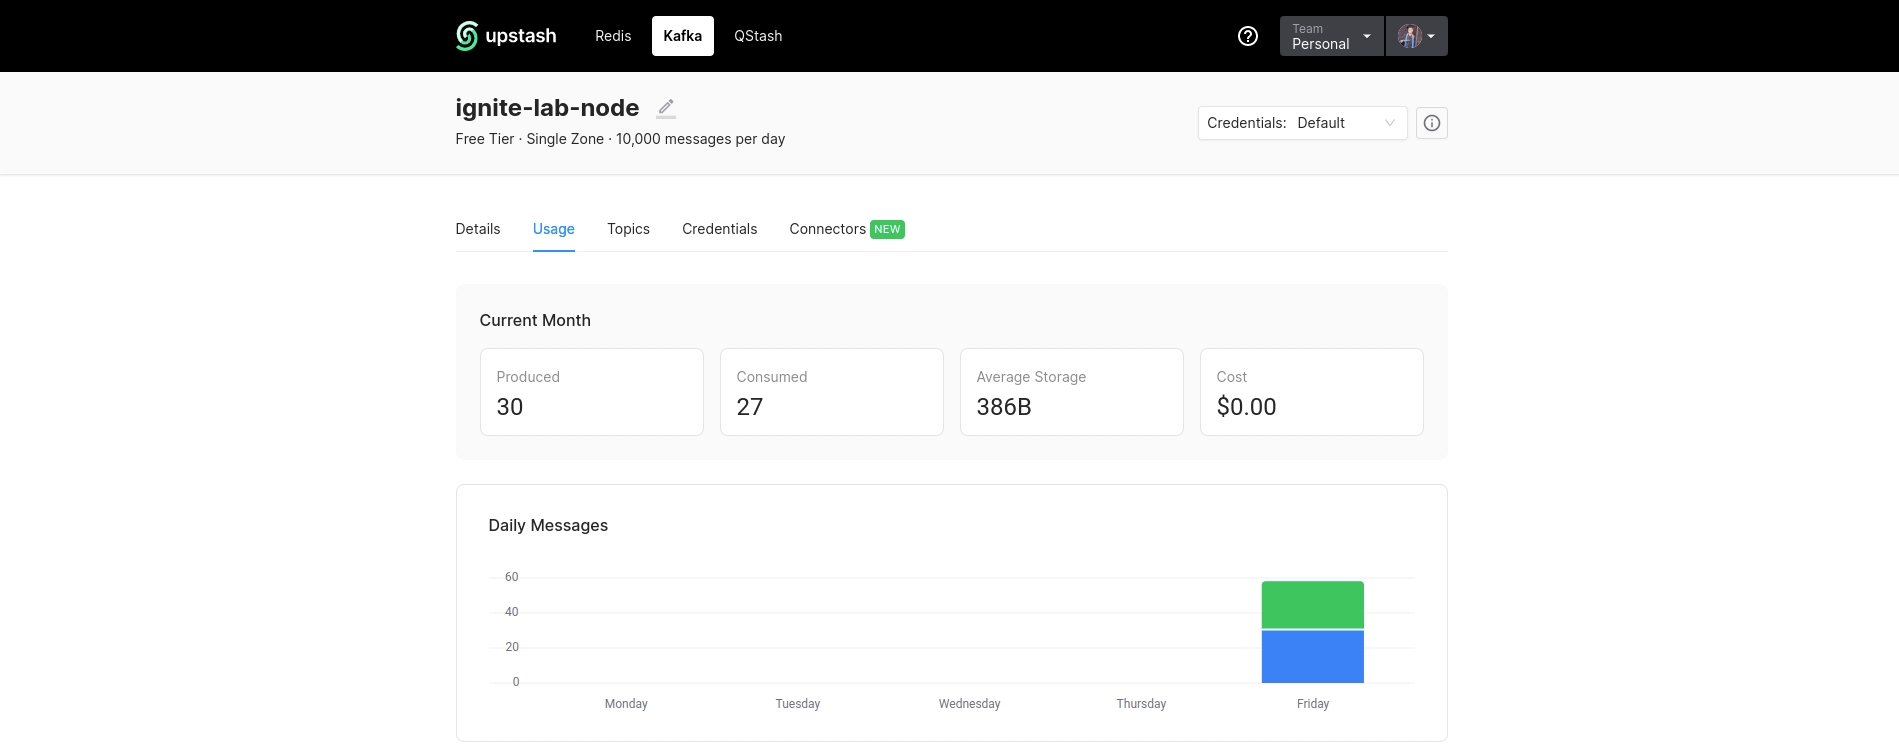 upstash
Redis
Kafka
QStash
Team
Personal
ignite-lab-node
Free Tier · Single Zone · 10,000 messages per day
Credentials: Default
Details
Usage
Topics
Credentials
Connectors NEW
Current Month
Produced
30
Consumed
27
Average Storage
386B
Cost
$0.00
Daily Messages
60
40
20
0
Monday
Tuesday
Wednesday
Thursday
Friday